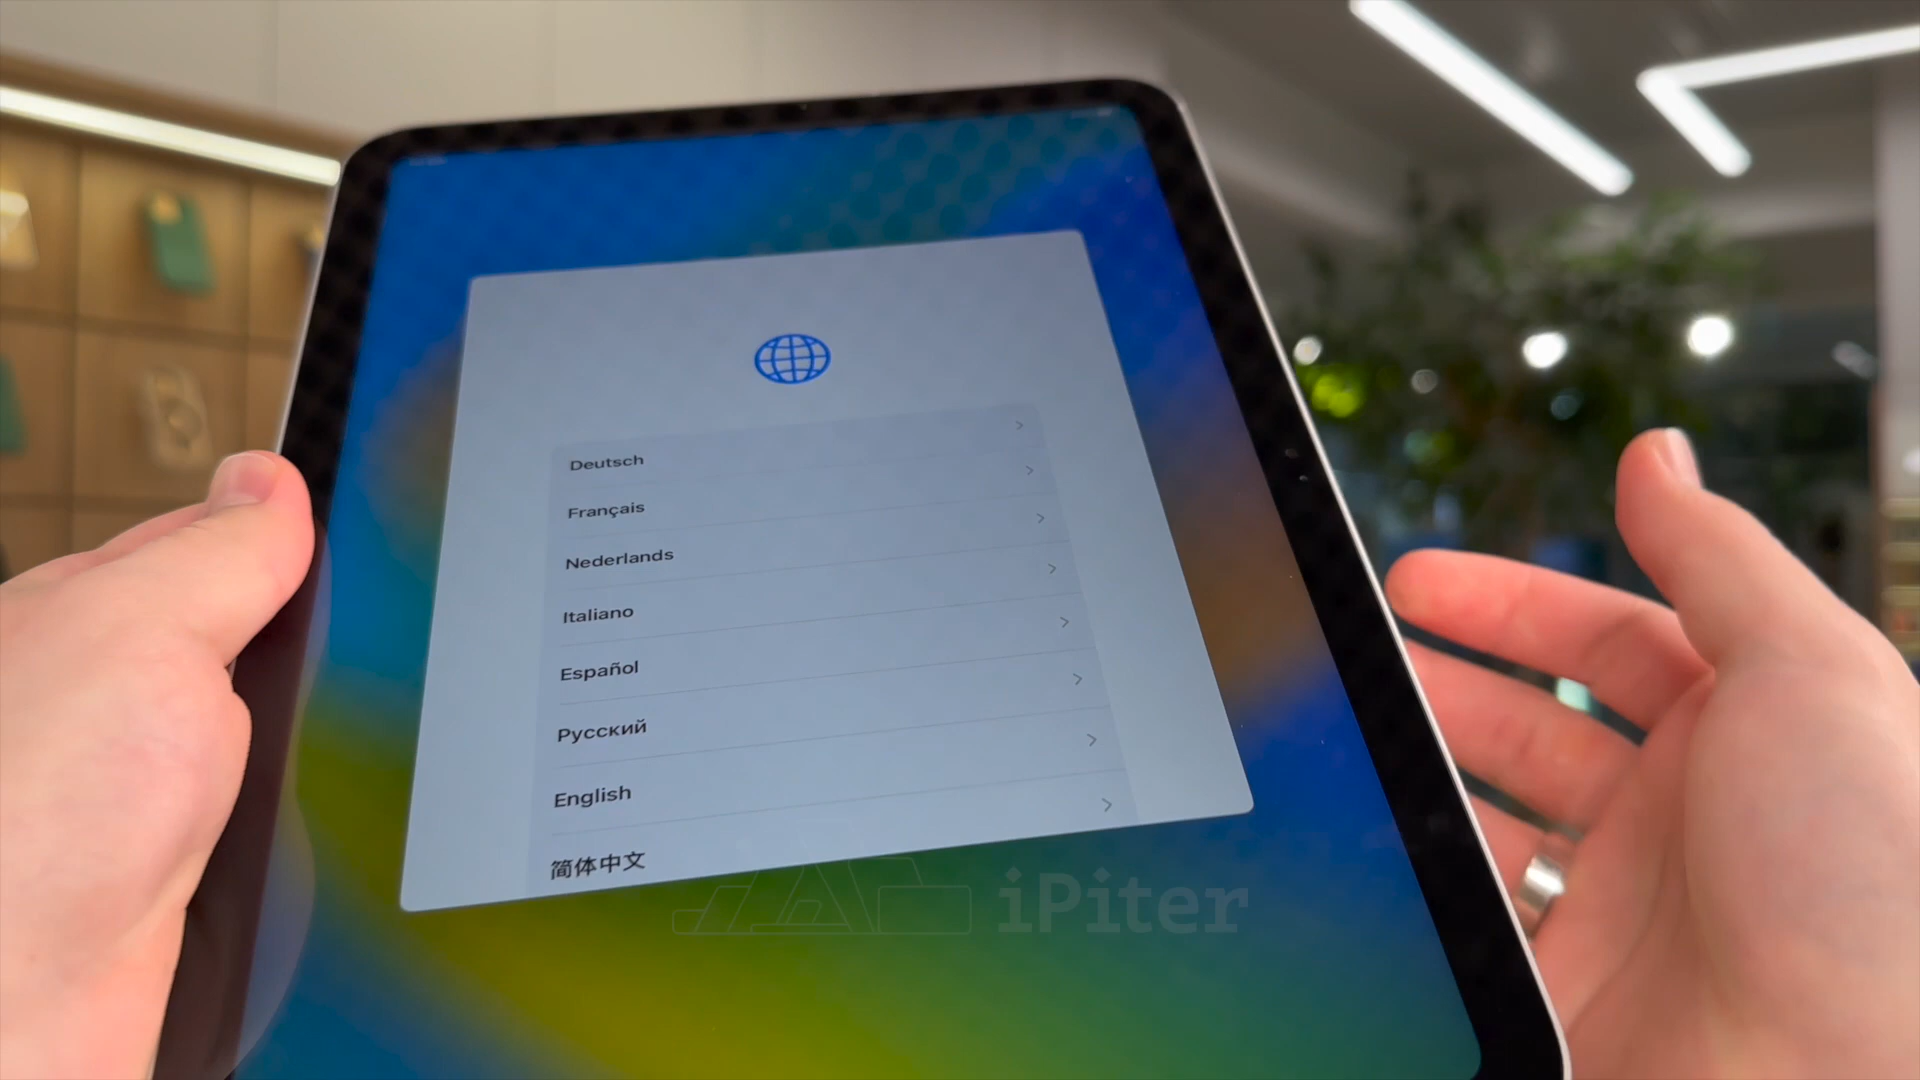 Deutsch
Français
Nederlands
Italiano
Español
Русский
English
简体中文
iPiter